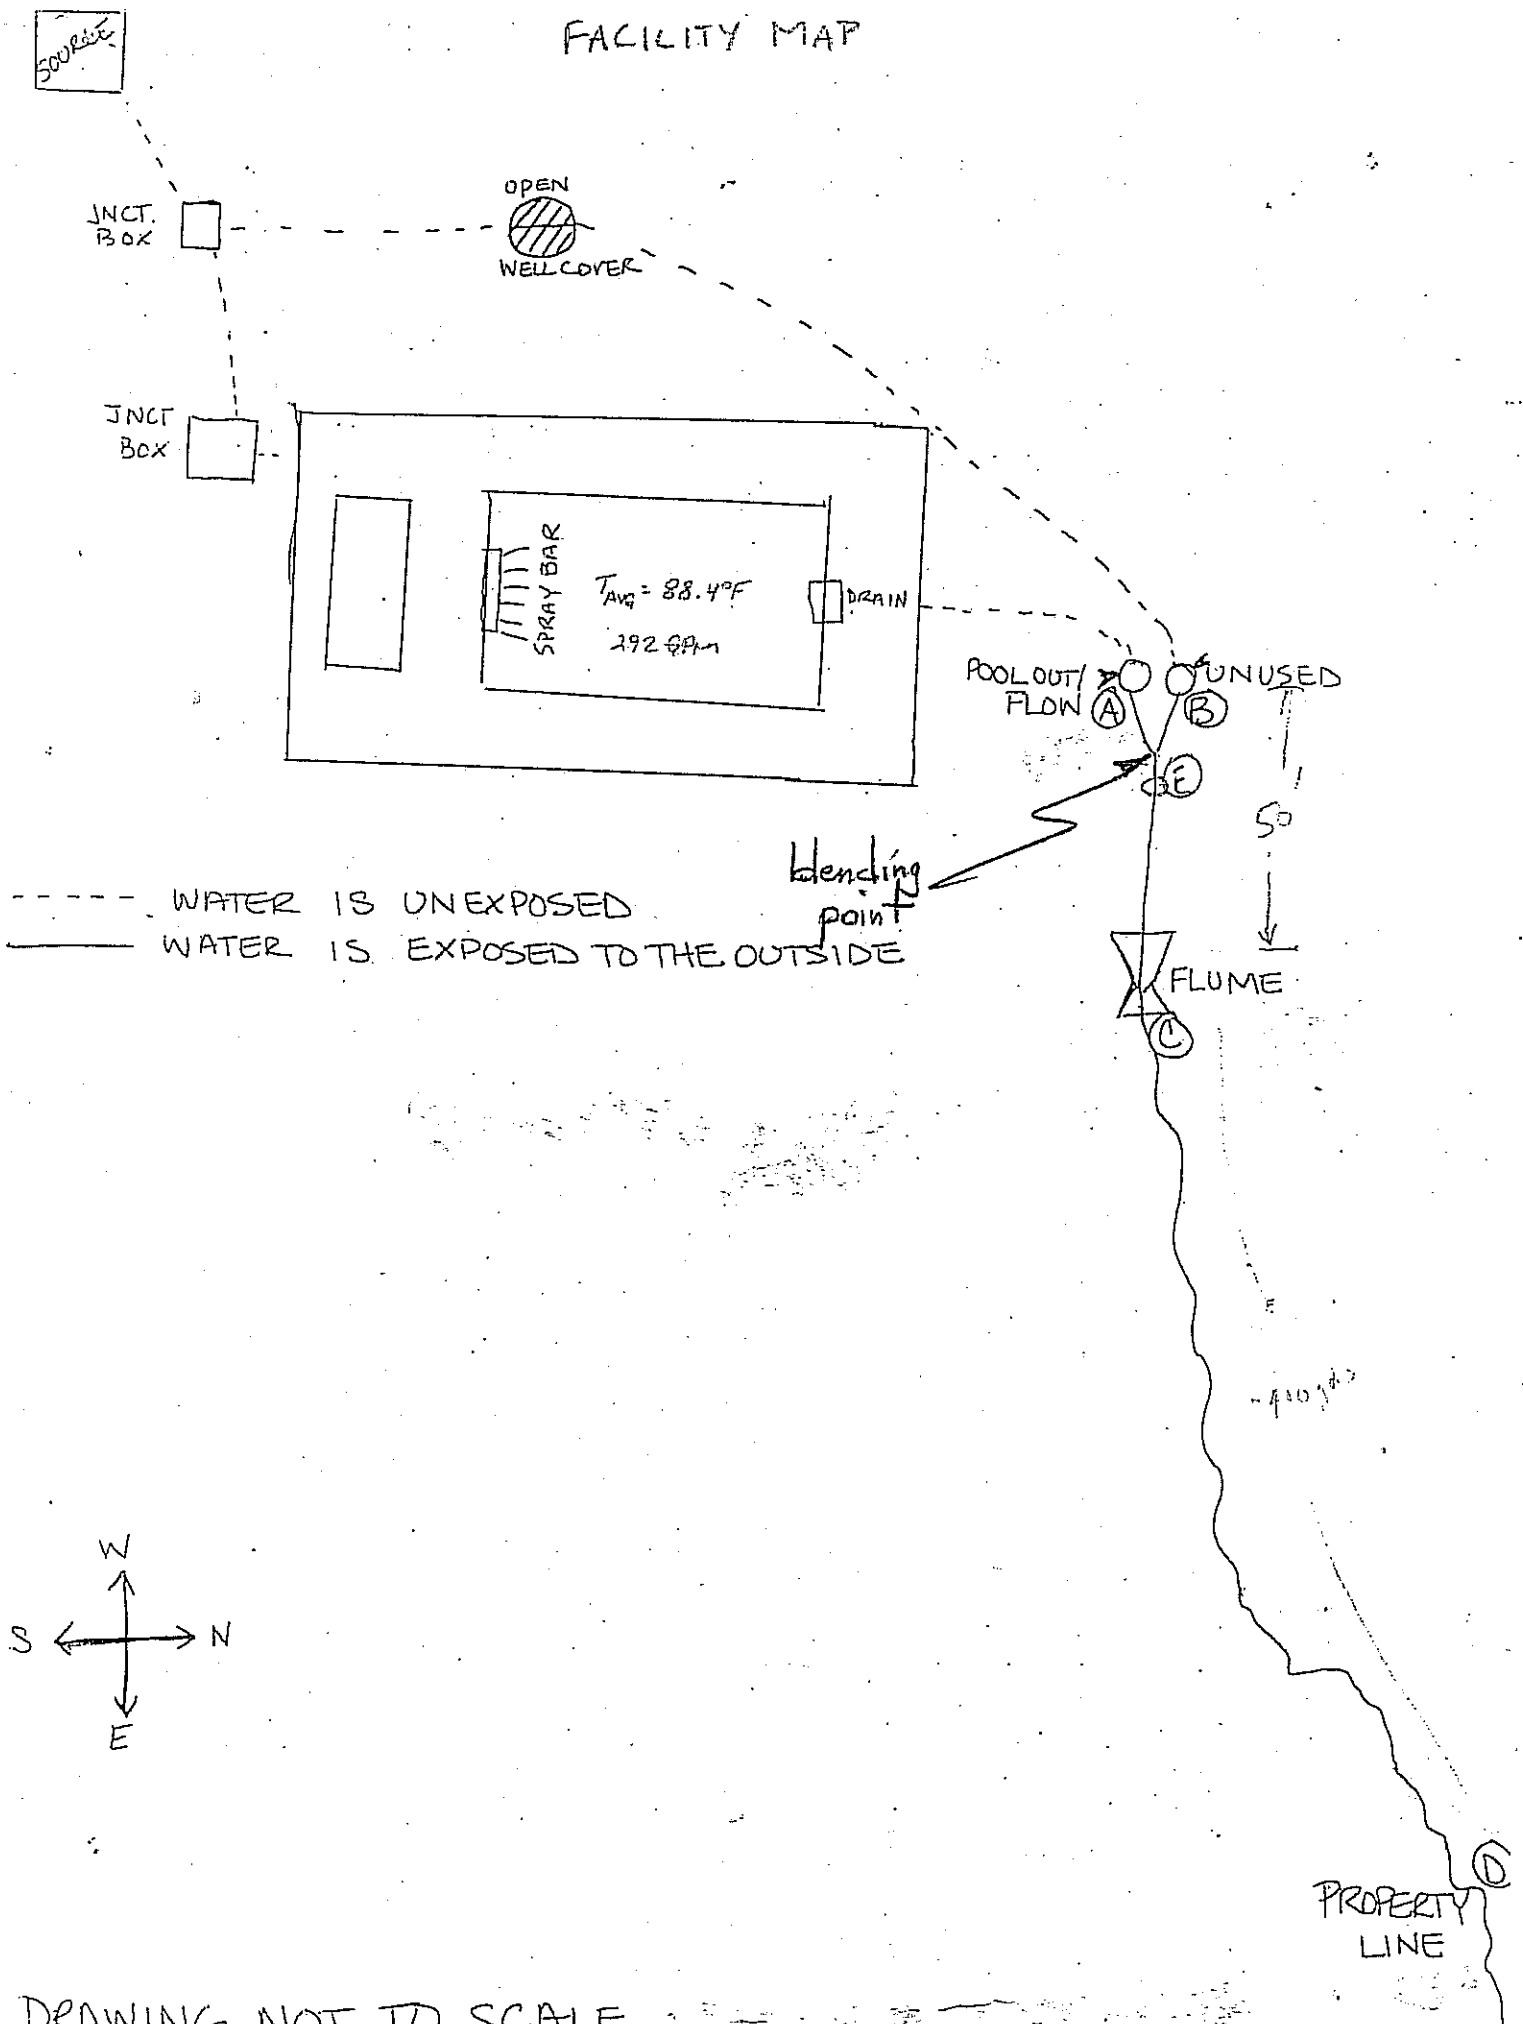 FACILITY MAP
SOURCE
OPEN
WELL COVER
JNCT.
BOX
JNCT
BOX
SPRAY BAR
TAVG = 88.4°F
292 GPM
DRAIN
POOL OUT/
FLOW
A
UNUSED
B
E
50'
blending
point
- - - - - WATER IS UNEXPOSED
WATER IS EXPOSED TO THE OUTSIDE
FLUME
C
W
S
N
E
D
PROPERTY
LINE
DRAWING NOT TO SCALE